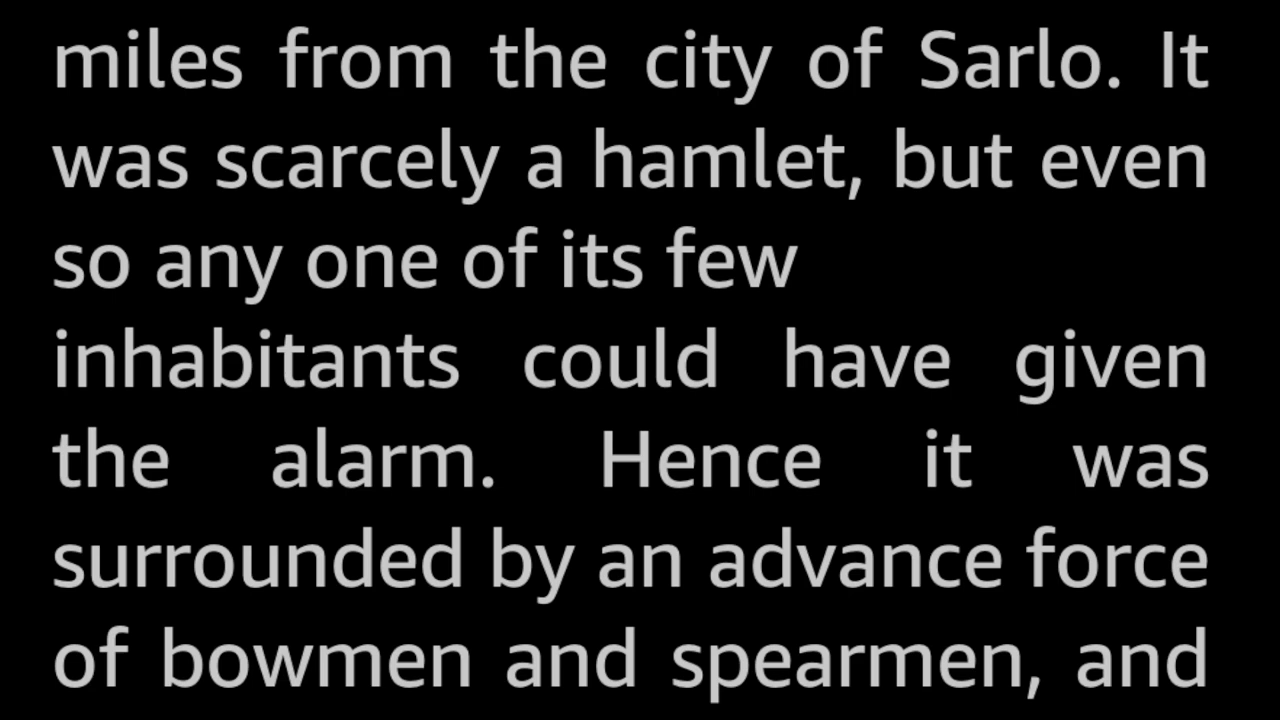 miles from the city of Sarlo. It
was scarcely a hamlet, but even
so any one of its few
inhabitants could have given
the alarm. Hence it was
surrounded by an advance force
of bowmen and spearmen, and